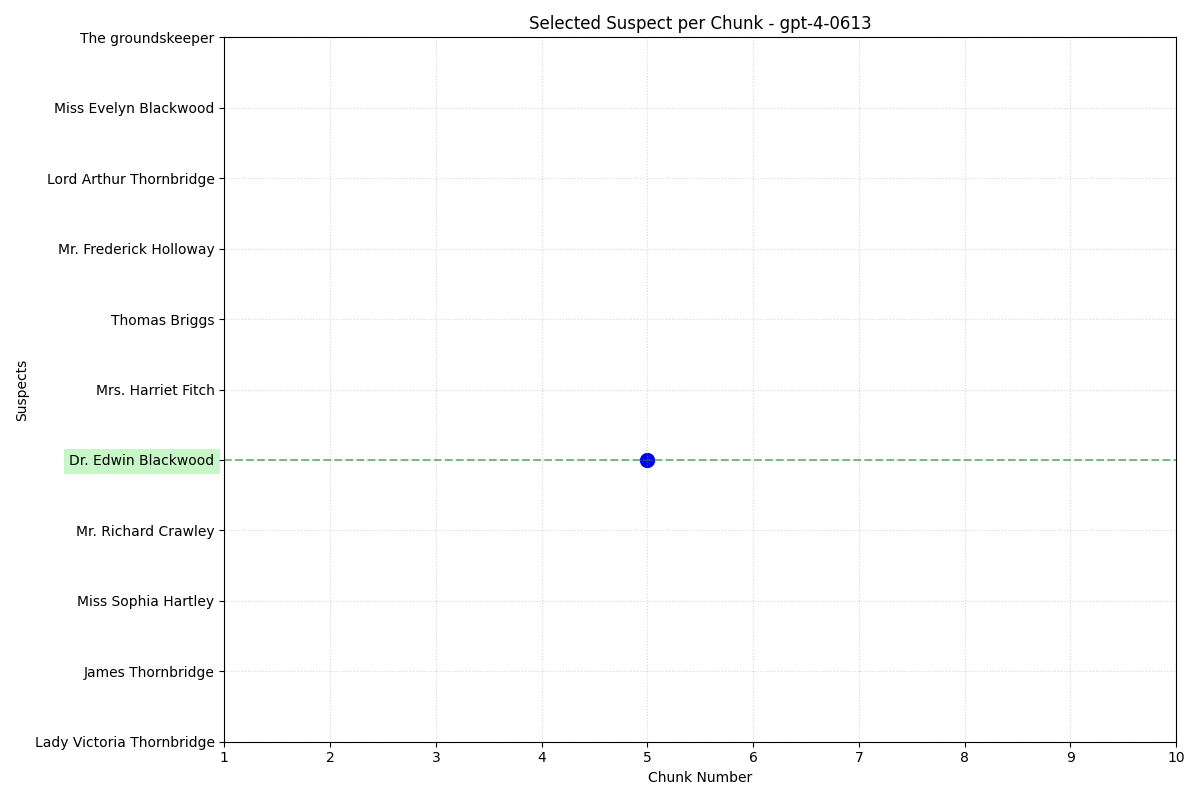 Selected Suspect per Chunk - gpt-4-0613
The groundskeeper
Miss Evelyn Blackwood
Lord Arthur Thornbridge
Mr. Frederick Holloway
Thomas Briggs
Mrs. Harriet Fitch
Dr. Edwin Blackwood
Mr. Richard Crawley
Miss Sophia Hartley
James Thornbridge
Lady Victoria Thornbridge
Suspects
1 2 3 4 5 6 7 8 9 10
Chunk Number